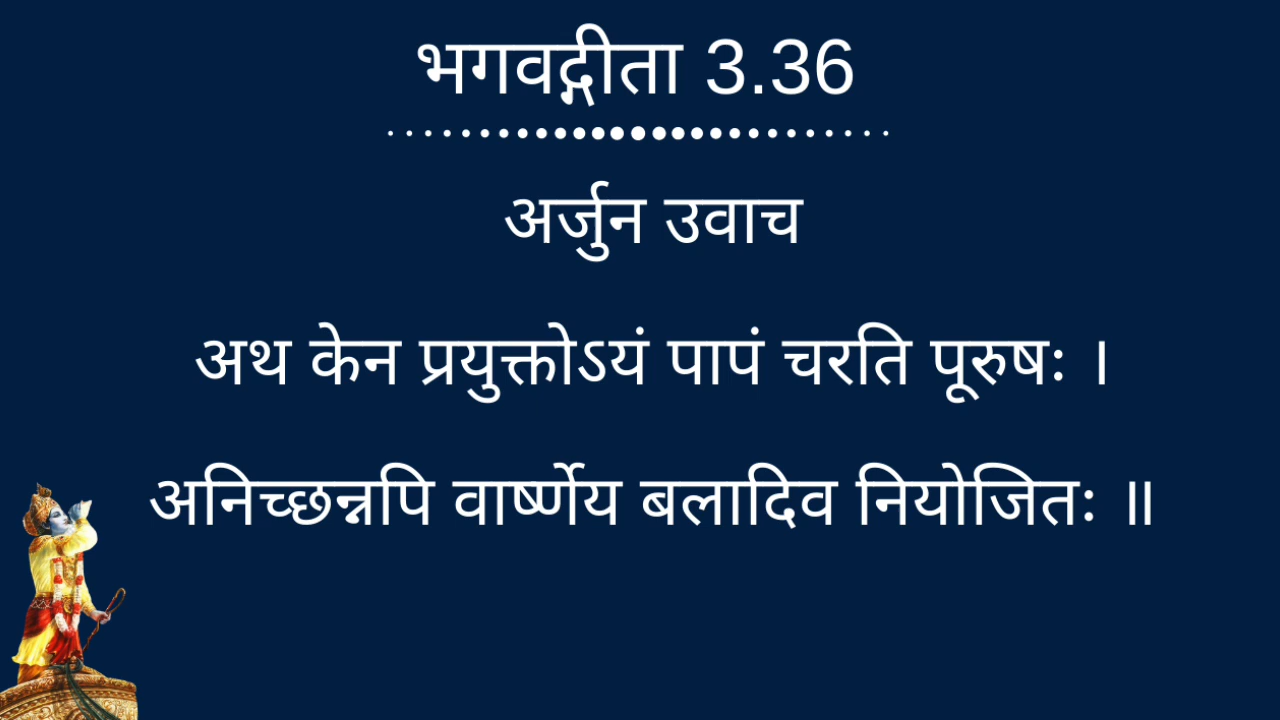 भगवद्गीता 3.36
अर्जुन उवाच
अथ केन प्रयुक्तोऽयं पापं चरति पूरुषः ।
अनिच्छन्नपि वार्ष्णेय बलादिव नियोजितः ॥